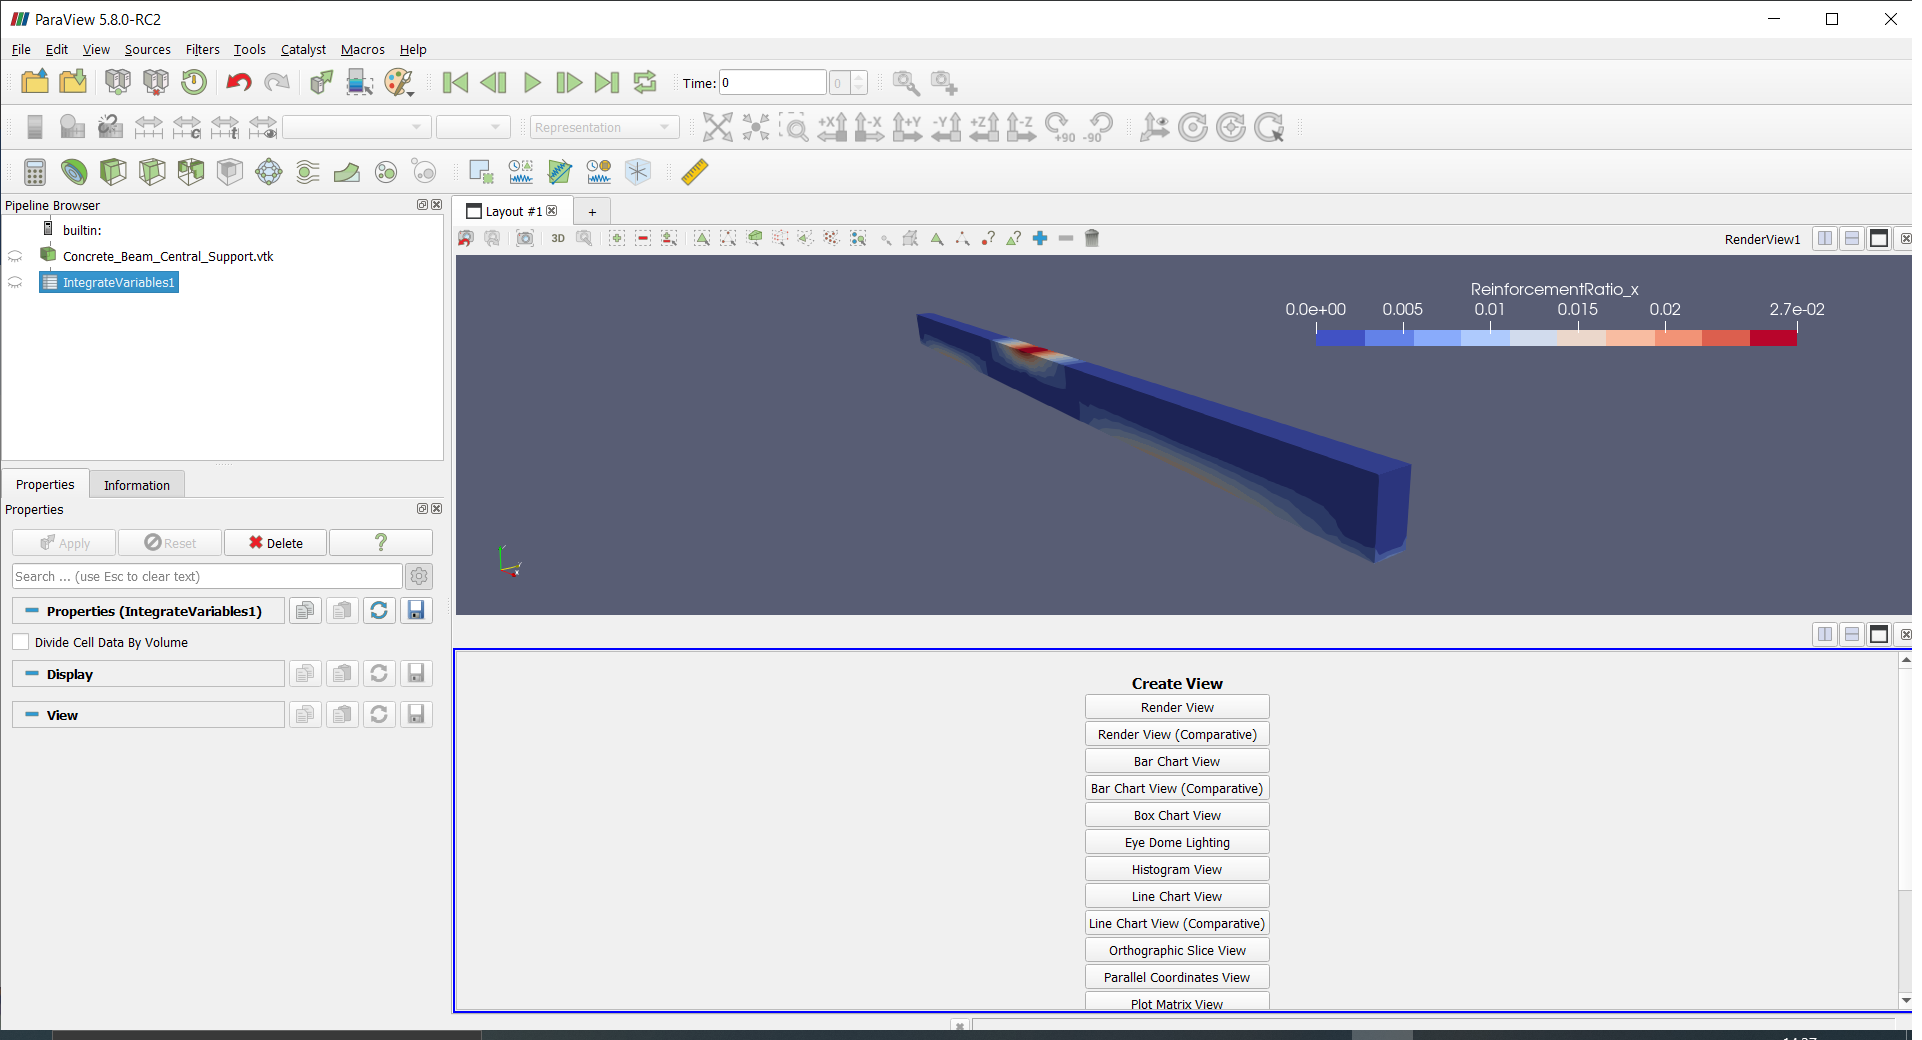 ParaView 5.8.0-RC2
File Edit View Sources Filters Tools Catalyst Macros Help
Time: 0 0
Representation +X -X +Y -Y +Z -Z +90 -90
Pipeline Browser
builtin:
Concrete_Beam_Central_Support.vtk
IntegrateVariables1
Properties Information
Properties
Apply Reset Delete ?
Search ... (use Esc to clear text)
Properties (IntegrateVariables1)
Divide Cell Data By Volume
Display
View
Layout #1 +
3D RenderView1
ReinforcementRatio_x
0.0e+00 0.005 0.01 0.015 0.02 2.7e-02
Create View
Render View
Render View (Comparative)
Bar Chart View
Bar Chart View (Comparative)
Box Chart View
Eye Dome Lighting
Histogram View
Line Chart View
Line Chart View (Comparative)
Orthographic Slice View
Parallel Coordinates View
Plot Matrix View